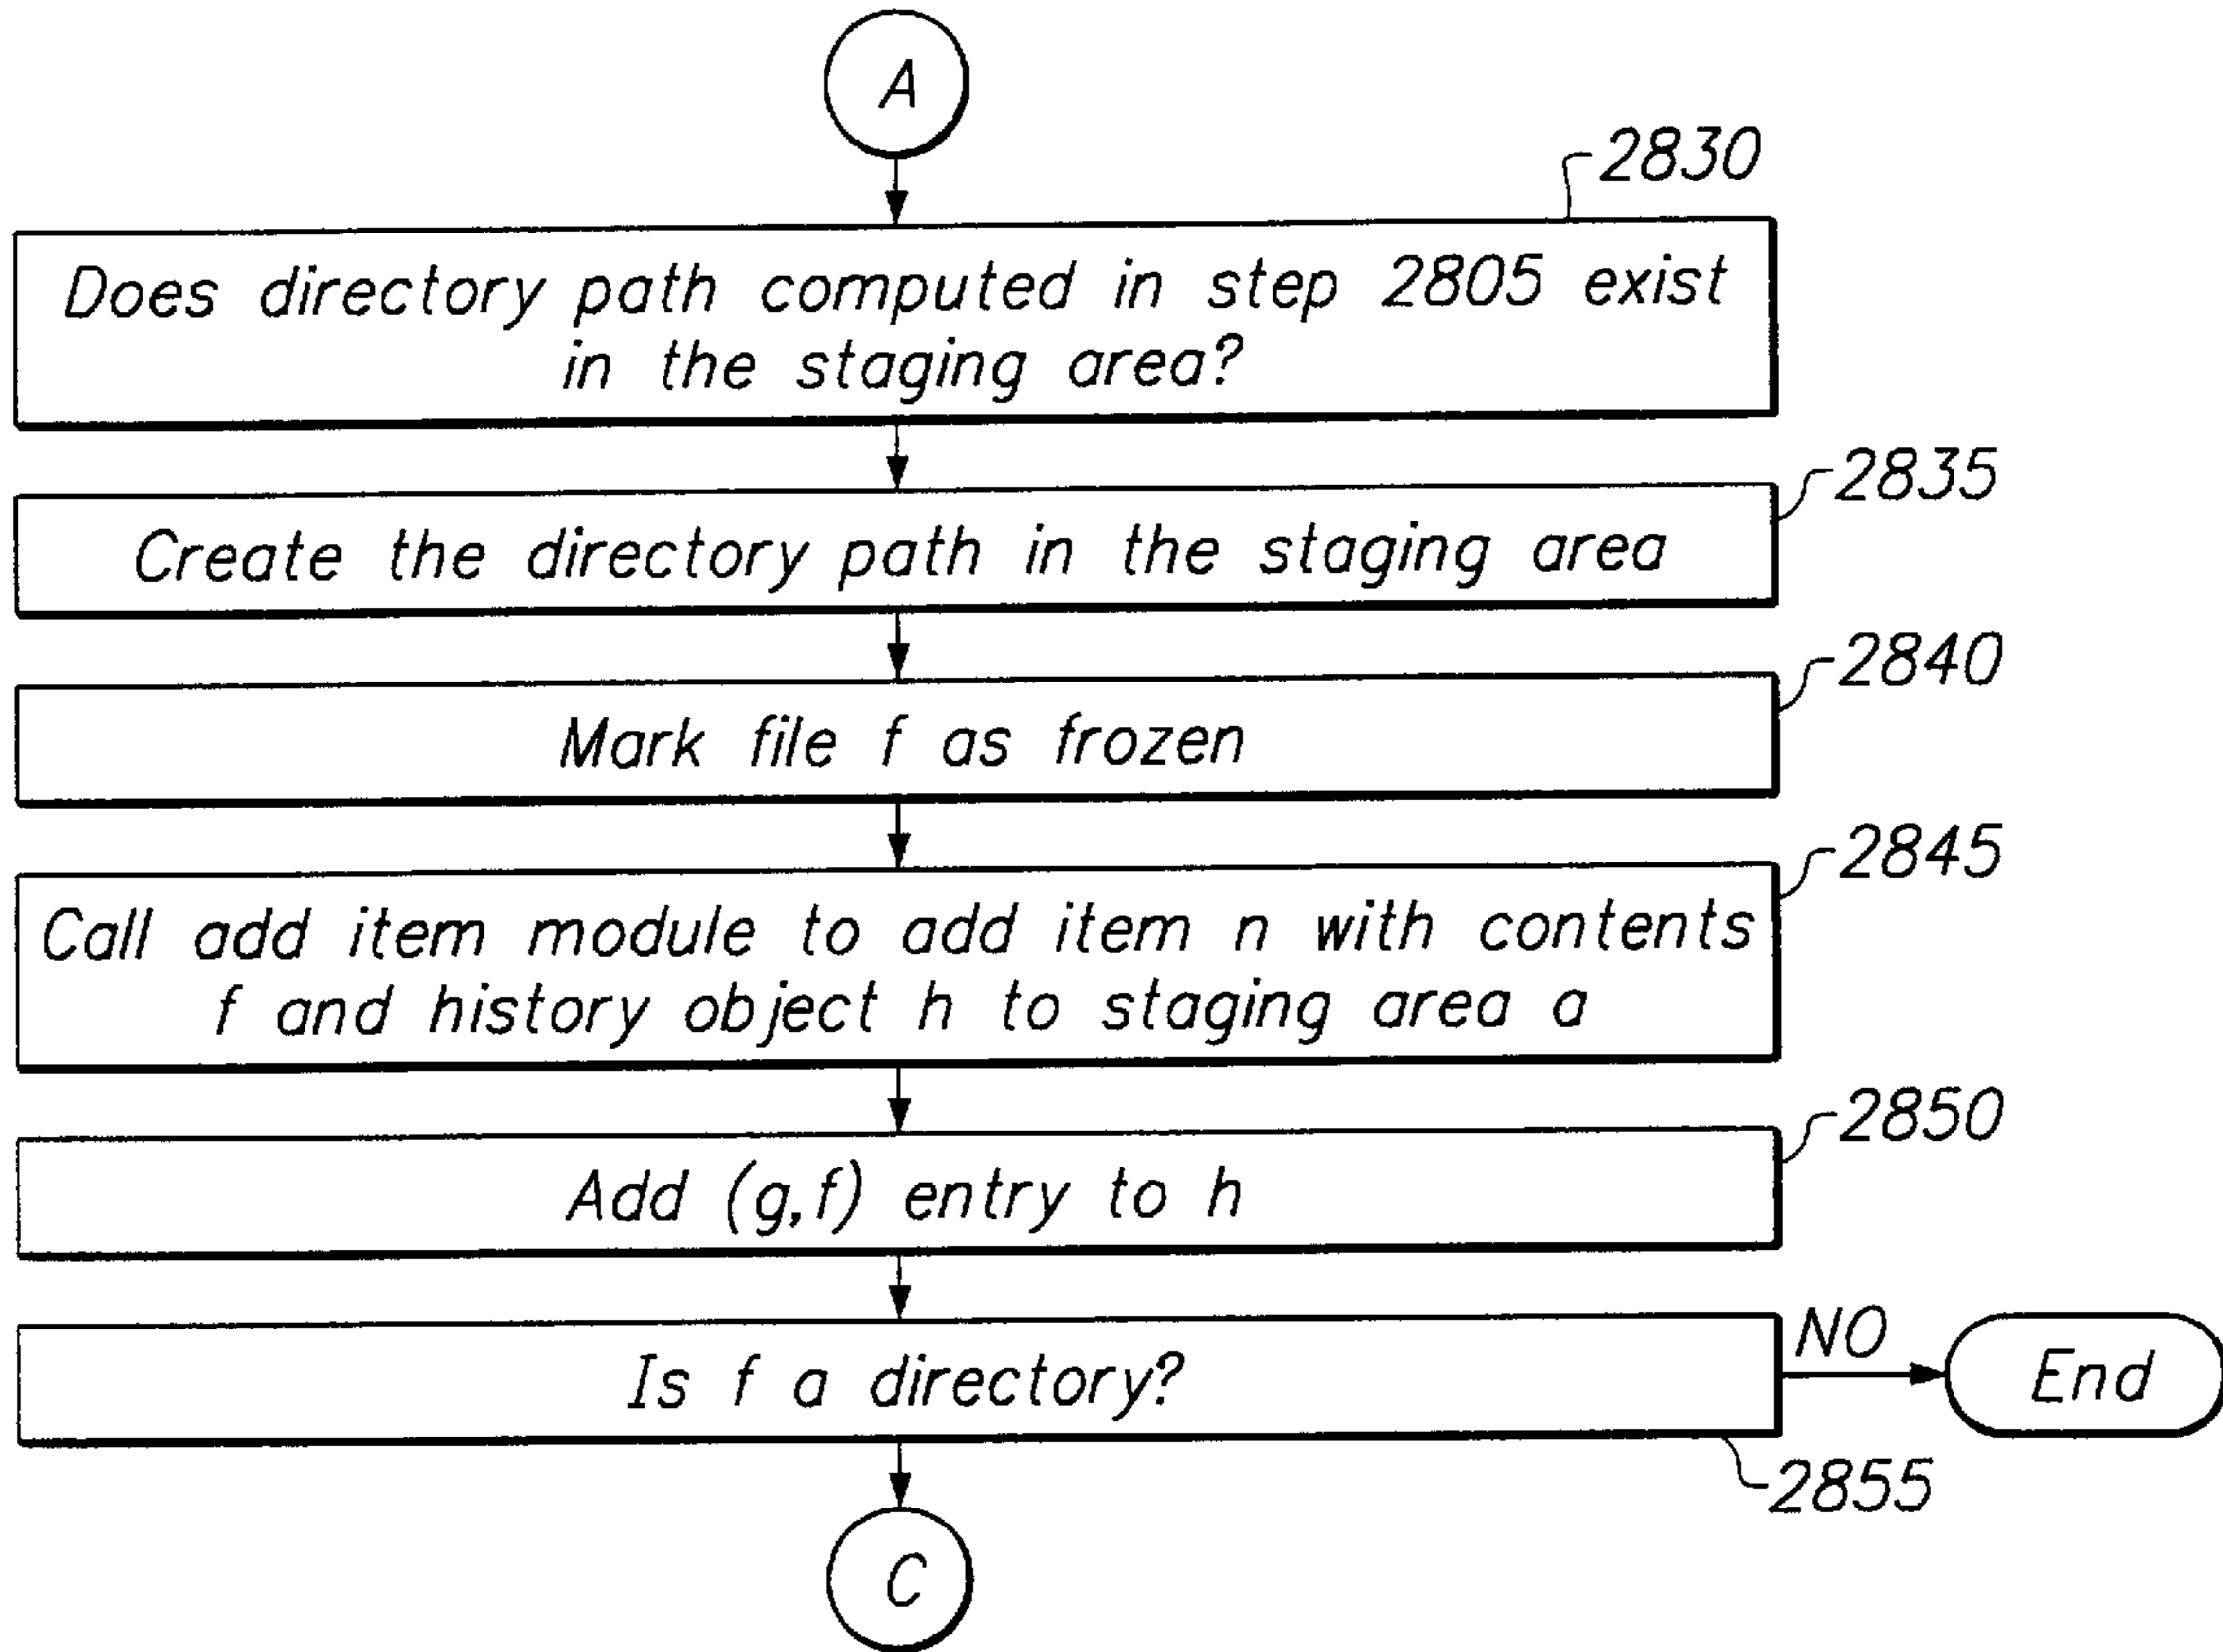 A
2830
Does directory path computed in step 2805 exist
in the staging area?
2835
Create the directory path in the staging area
2840
Mark file f as frozen
2845
Call add item module to add item n with contents
f and history object h to staging area a
2850
Add (g,f) entry to h
Is f a directory?
NO
End
2855
C